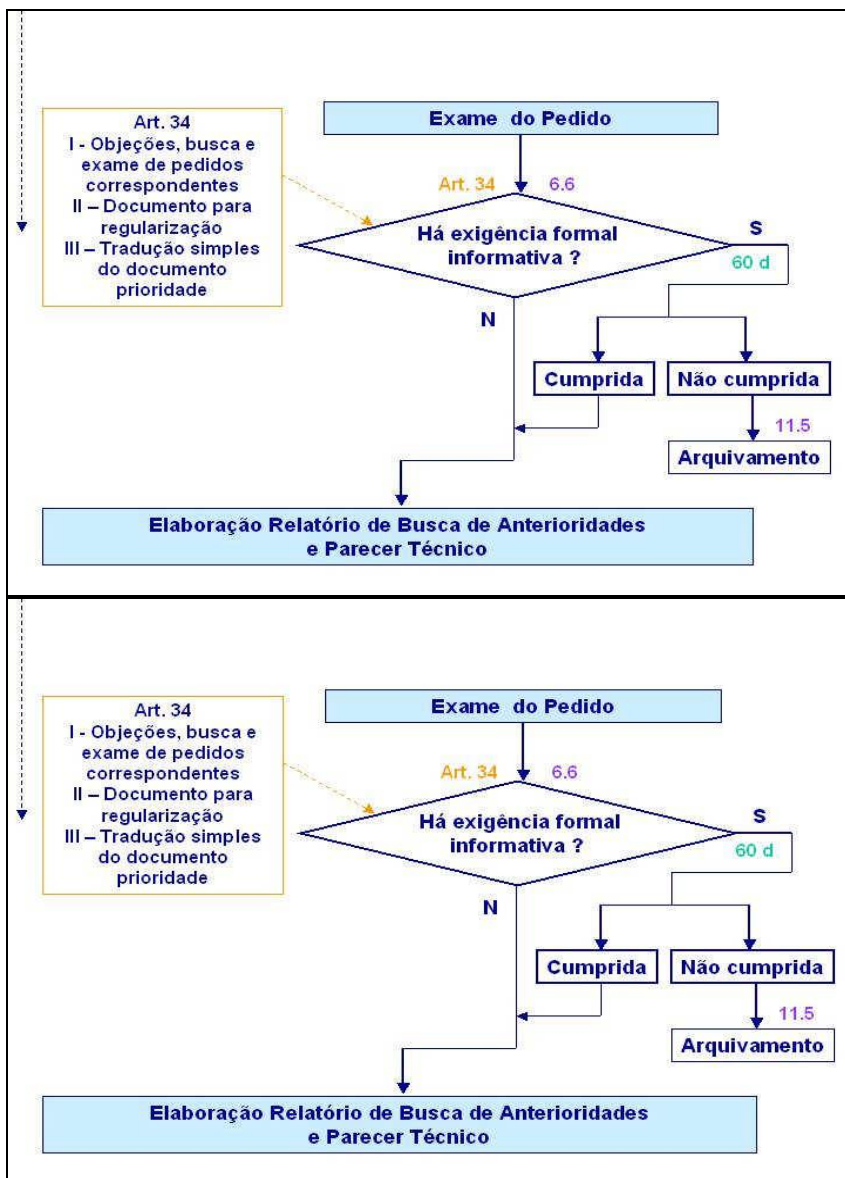 Art. 34
I - Objeções, busca e
exame de pedidos
correspondentes
II – Documento para
regularização
III – Tradução simples
do documento
prioridade
Exame do Pedido
Art. 34
6.6
Há exigência formal
informativa ?
S
60 d
N
Cumprida
Não cumprida
11.5
Arquivamento
Elaboração Relatório de Busca de Anterioridades
e Parecer Técnico
Art. 34
I - Objeções, busca e
exame de pedidos
correspondentes
II – Documento para
regularização
III – Tradução simples
do documento
prioridade
Exame do Pedido
Art. 34
6.6
Há exigência formal
informativa ?
S
60 d
N
Cumprida
Não cumprida
11.5
Arquivamento
Elaboração Relatório de Busca de Anterioridades
e Parecer Técnico